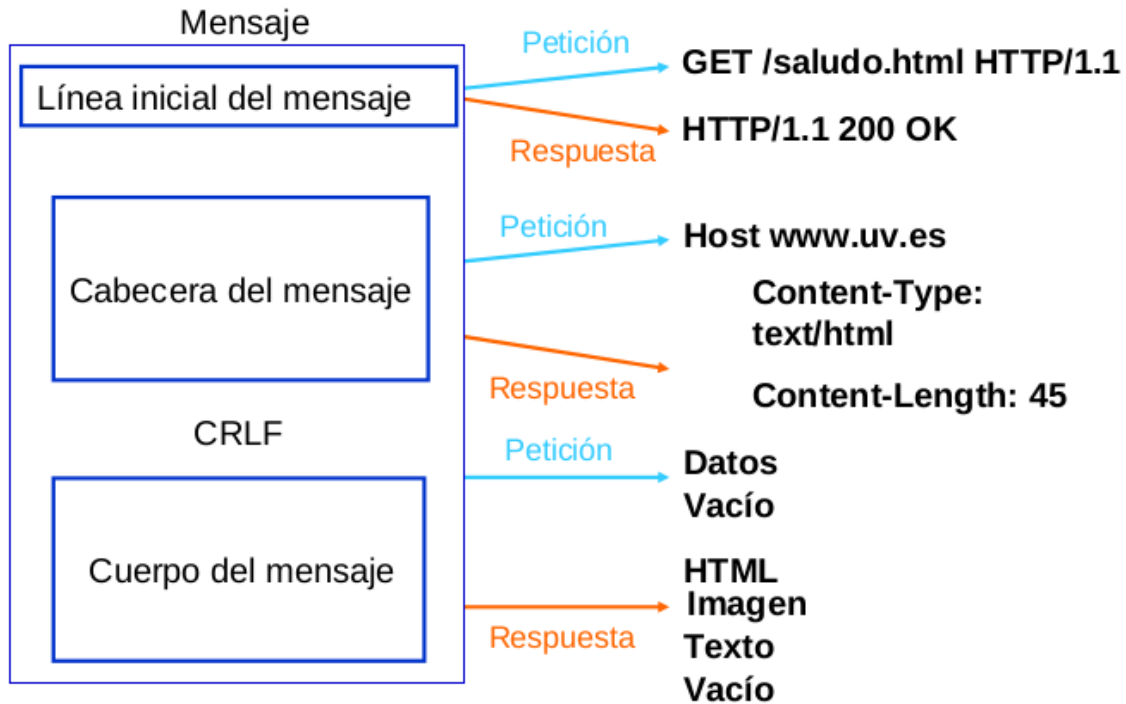 Mensaje
Línea inicial del mensaje
Petición
GET /saludo.html HTTP/1.1
Respuesta
HTTP/1.1 200 OK
Cabecera del mensaje
Petición
Host www.uv.es
Respuesta
Content-Type:
text/html
Content-Length: 45
CRLF
Cuerpo del mensaje
Petición
Datos
Vacío
Respuesta
HTML
Imagen
Texto
Vacío